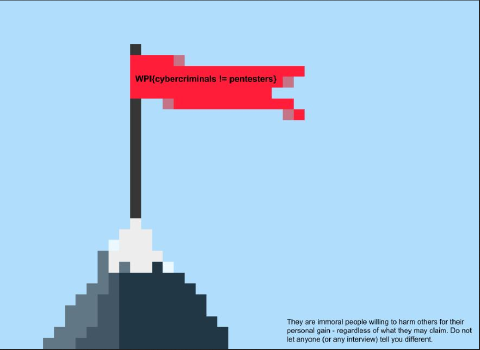 WPI{cybercriminals != pentesters}
They are immoral people willing to harm others for their
personal gain - regardless of what they may claim. Do not
let anyone (or any interview) tell you different.